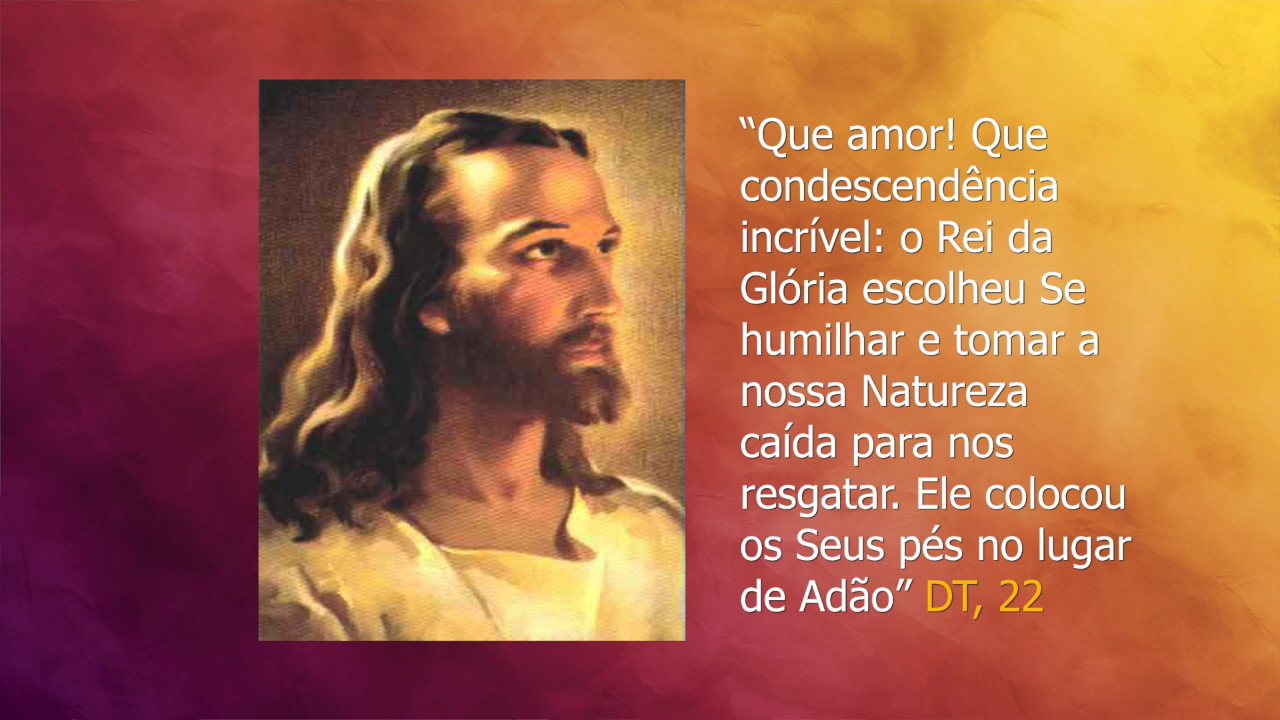 “Que amor! Que
condescendência
incrível: o Rei da
Glória escolheu Se
humilhar e tomar a
nossa Natureza
caída para nos
resgatar. Ele colocou
os Seus pés no lugar
de Adão” DT, 22